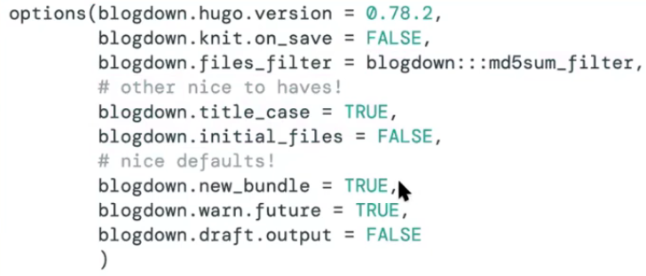 options(blogdown.hugo.version = 0.78.2,
blogdown.knit.on_save = FALSE,
blogdown.files_filter = blogdown:::md5sum_filter,
# other nice to haves!
blogdown.title_case = TRUE,
blogdown.initial_files = FALSE,
# nice defaults!
blogdown.new_bundle = TRUE,
blogdown.warn.future = TRUE,
blogdown.draft.output = FALSE
)